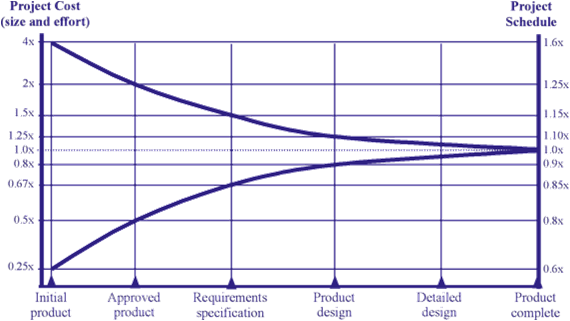 Project Cost
(size and effort)
Project
Schedule
4x
2x
1.5x
1.25x
1.0x
0.8x
0.67x
0.5x
0.25x
1.6x
1.25x
1.15x
1.10x
1.0x
0.9x
0.85x
0.8x
0.6x
Initial
product
Approved
product
Requirements
specification
Product
design
Detailed
design
Product
complete